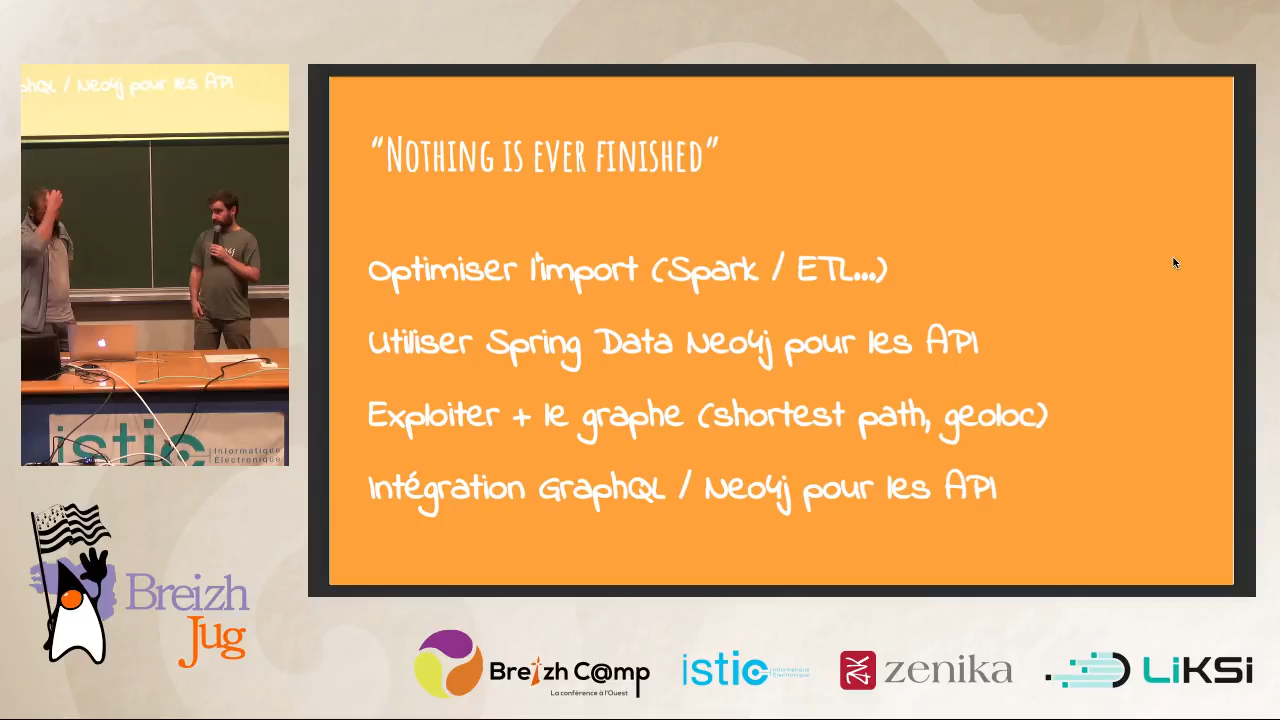 phQL / Neo4j pour les API
istic
Informatique
Électronique
Breizh
Jug
“Nothing is ever finished”
Optimiser l'import (Spark / ETL...)
Utiliser Spring Data Neo4j pour les API
Exploiter + le graphe (shortest path, geoloc)
Intégration GraphQL / Neo4j pour les API
Breizh C@mp
La conférence à l'Ouest
istic Informatique
Électronique
zenika
LiKSi